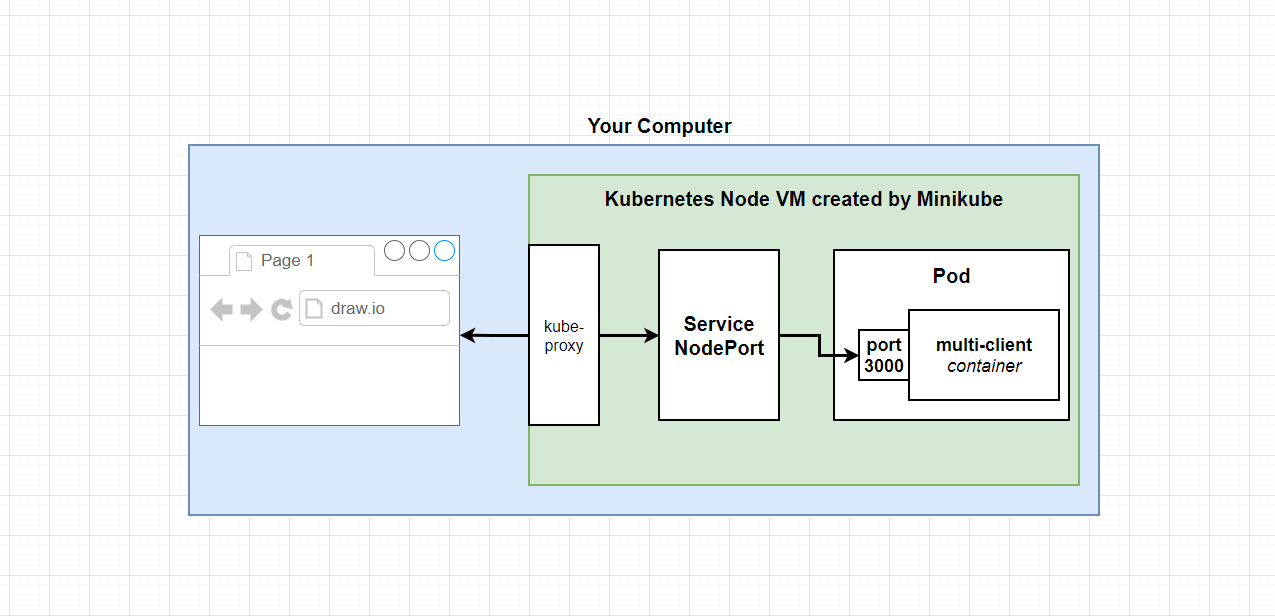 Your Computer
Kubernetes Node VM created by Minikube
Page 1
draw.io
kube-
proxy
Service
NodePort
Pod
port
3000
multi-client
container